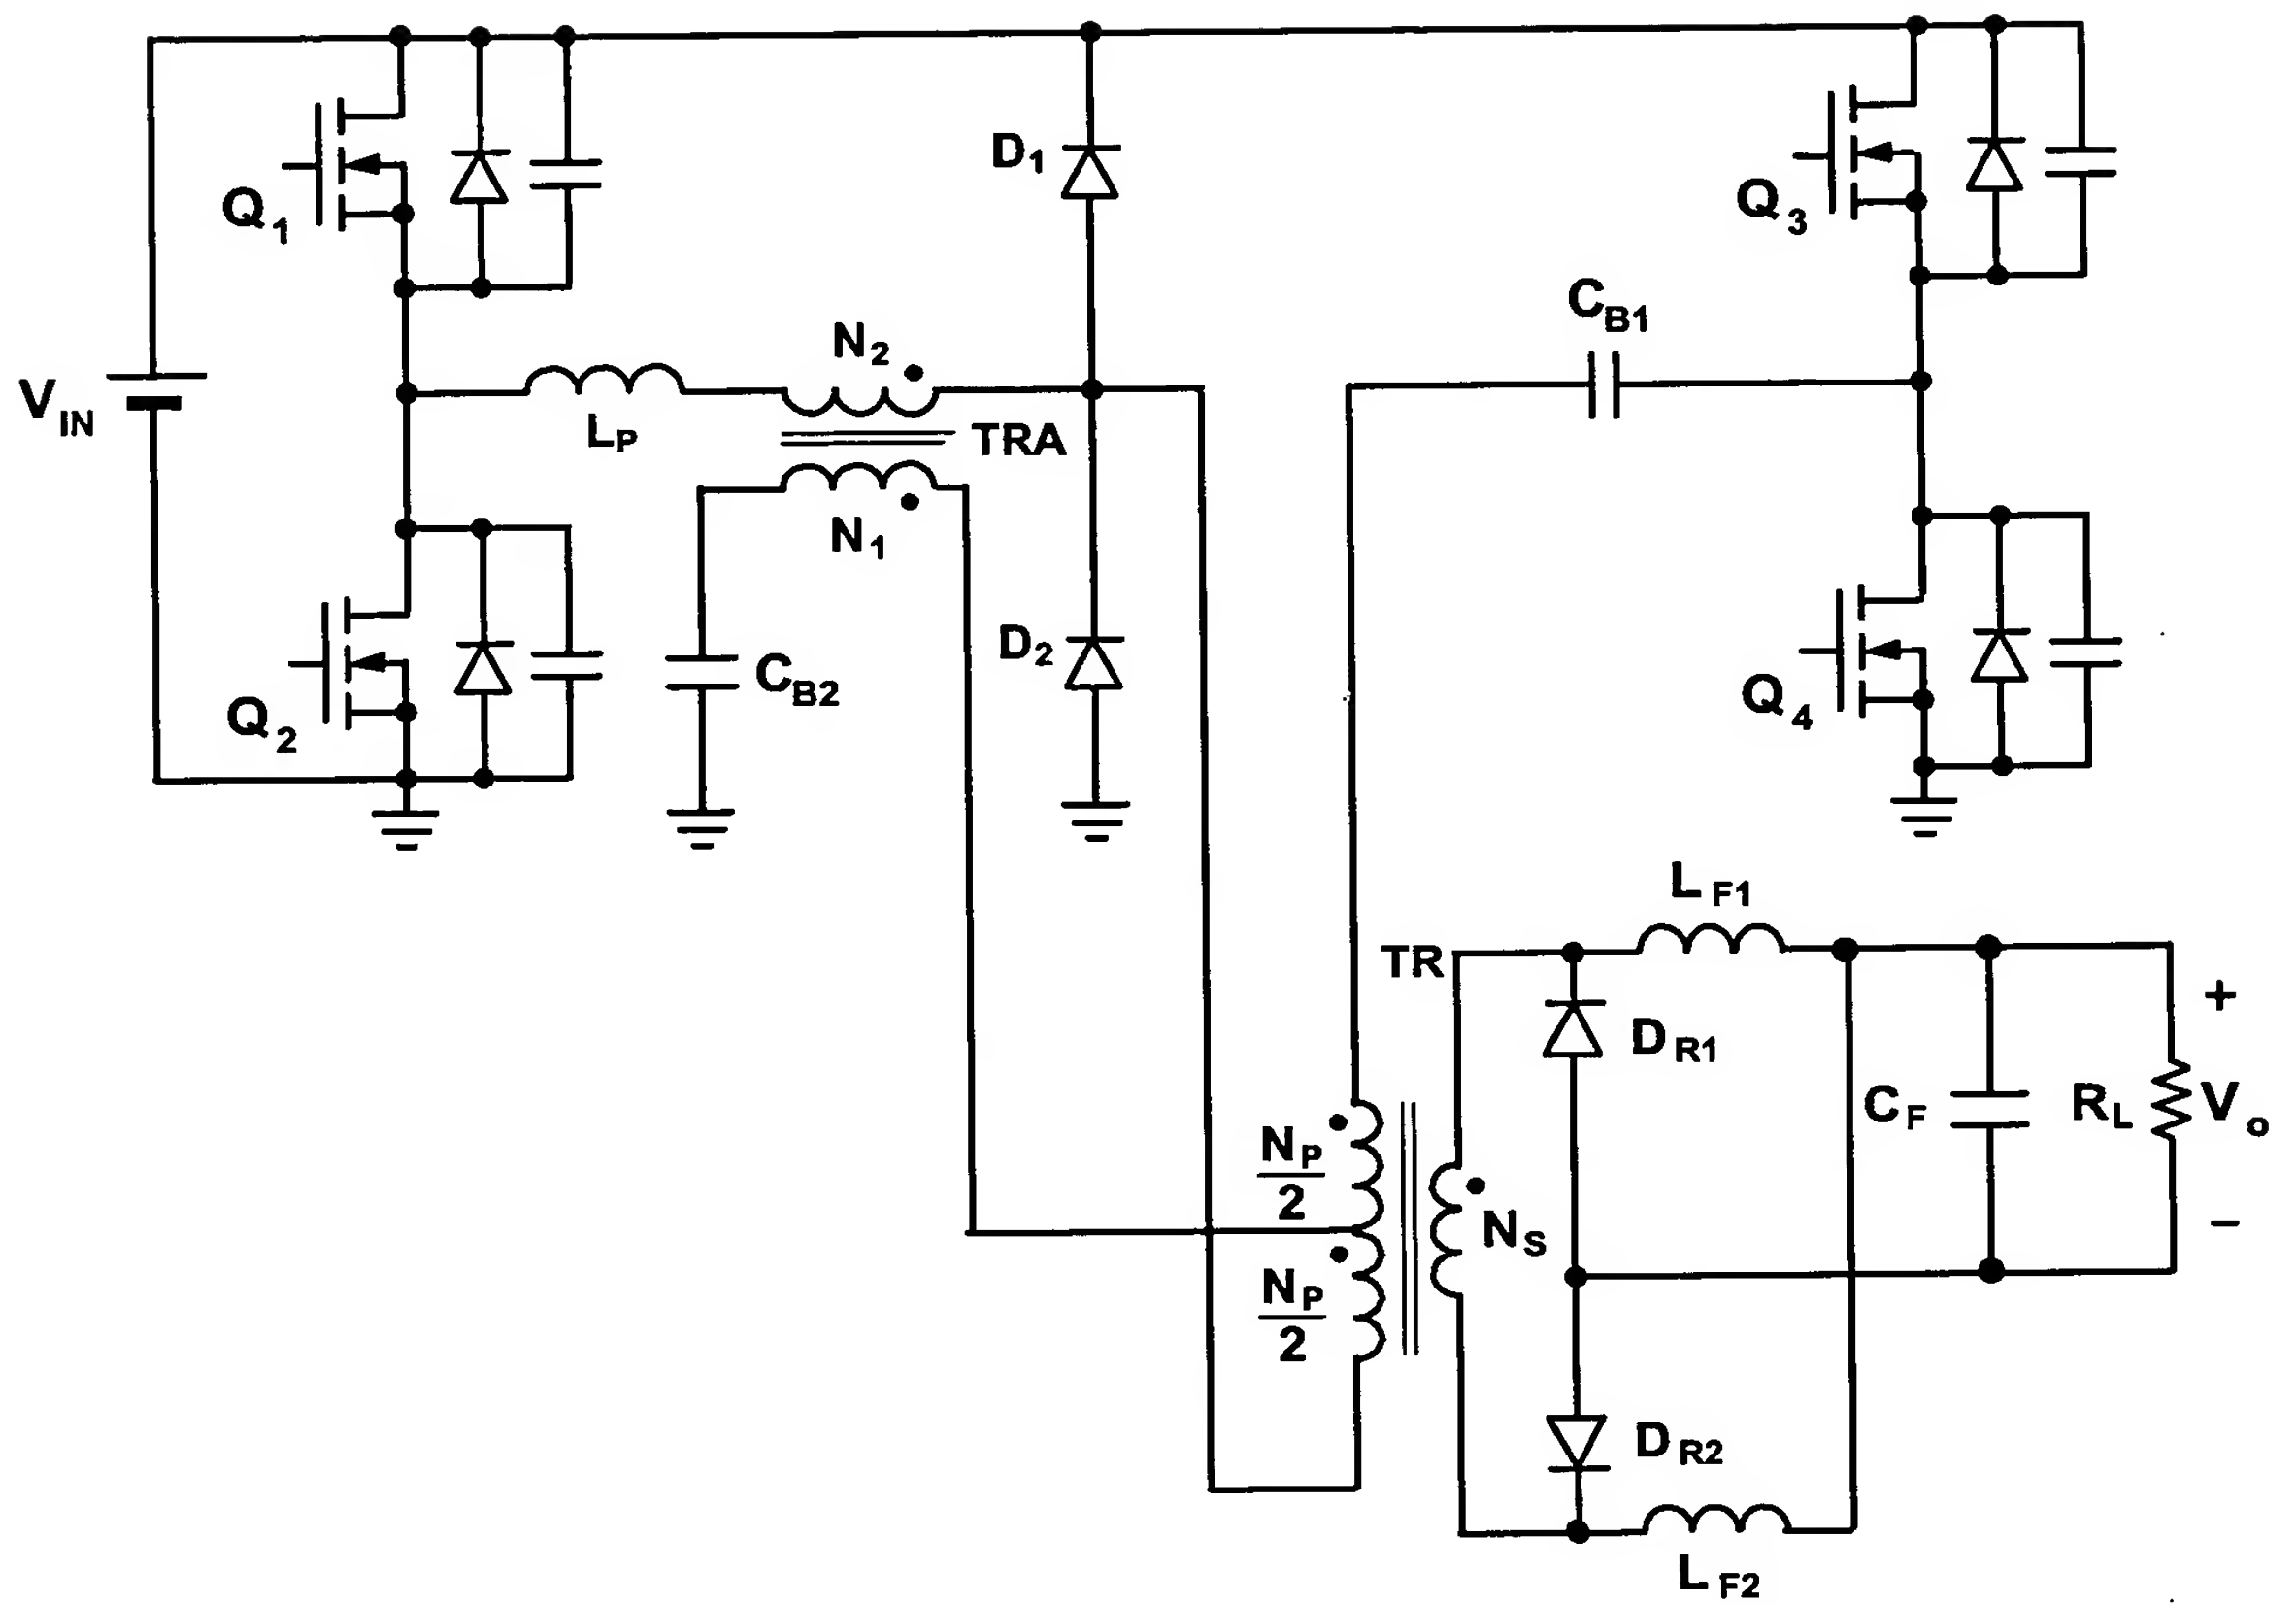 D1
Q1
Q3
CB1
N2
VIN
LP
TRA
N1
D2
CB2
Q2
Q4
LF1
TR
+
DR1
NP
2
CF
RL
Vo
NS
−
NP
2
DR2
LF2